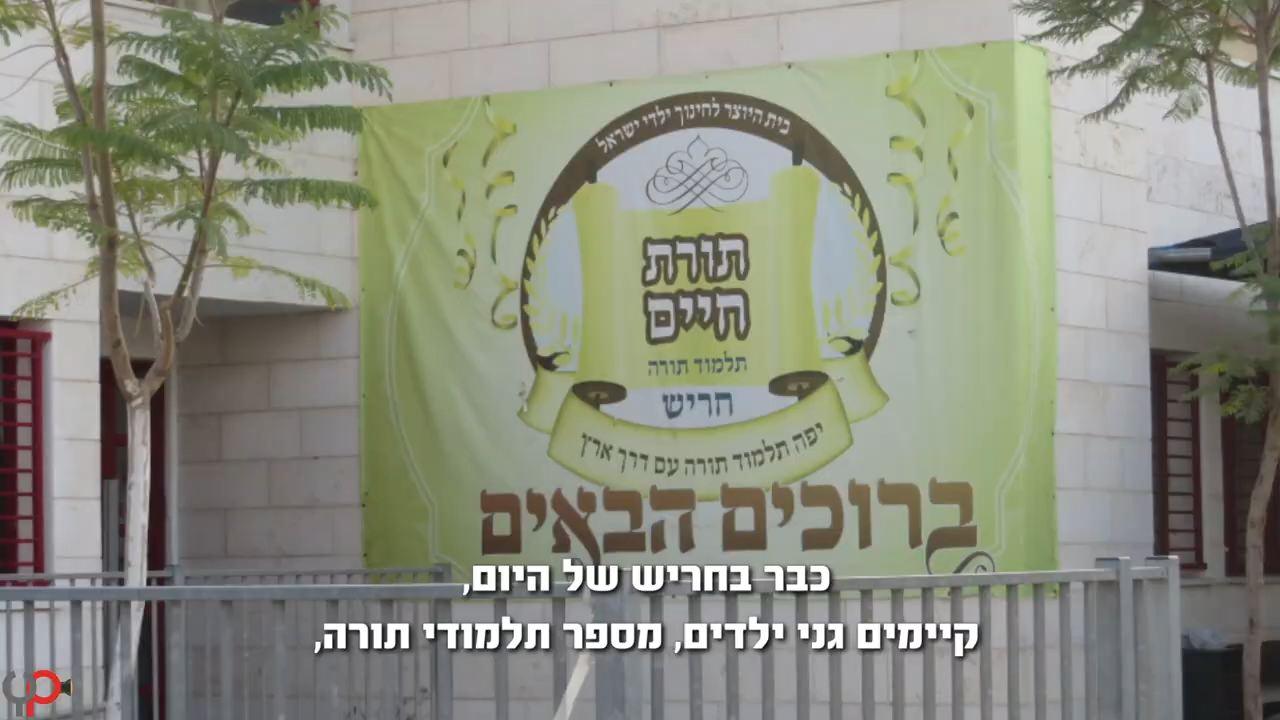 בית היוצר לחינוך ילדי ישראל
תורת
חיים
תלמוד תורה
חריש
יפה תלמוד תורה עם דרך ארץ
ברוכים הבאים
כבר בחריש של היום,
קיימים גני ילדים, מספר תלמודי תורה,